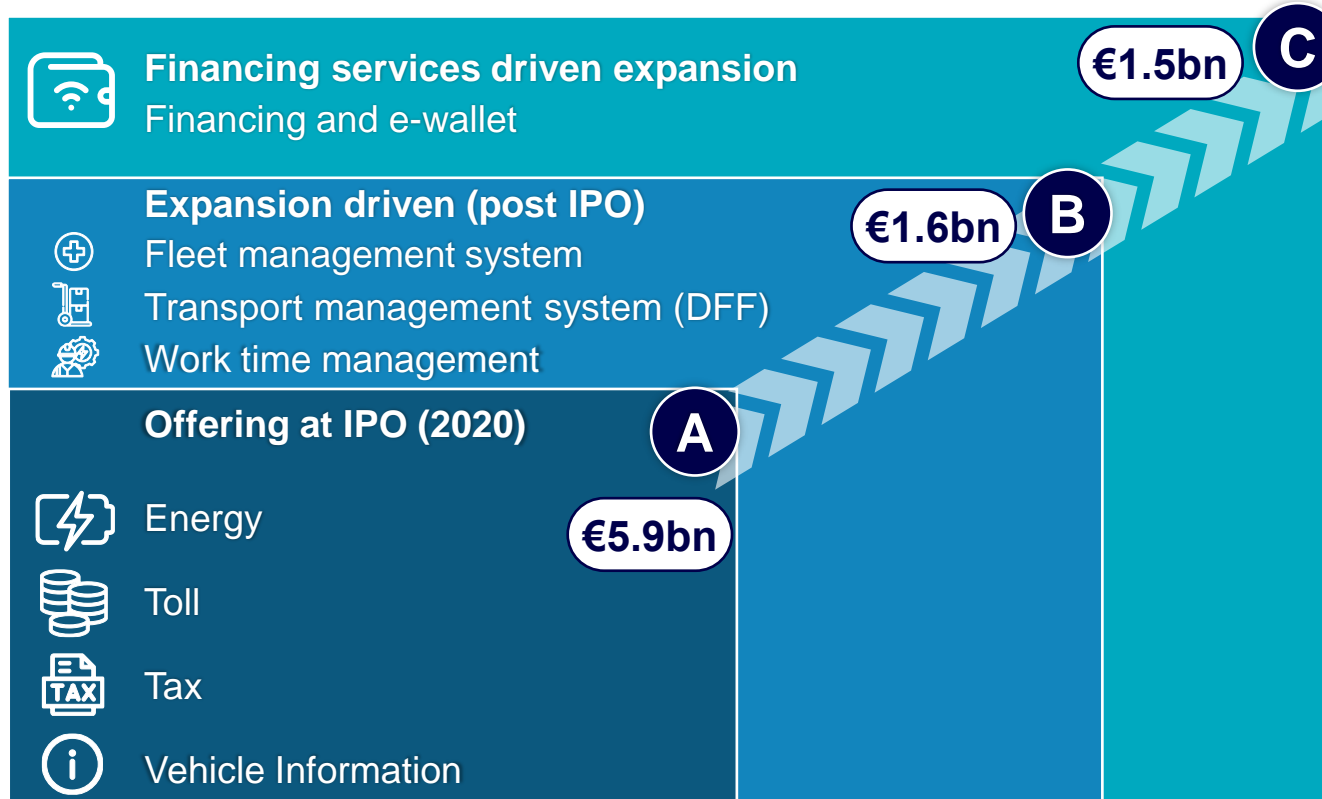 Financing services driven expansion
Financing and e-wallet
€1.5bn
C
Expansion driven (post IPO)
Fleet management system
Transport management system (DFF)
Work time management
€1.6bn
B
Offering at IPO (2020)
A
Energy
€5.9bn
Toll
TAX
Tax
i
Vehicle Information